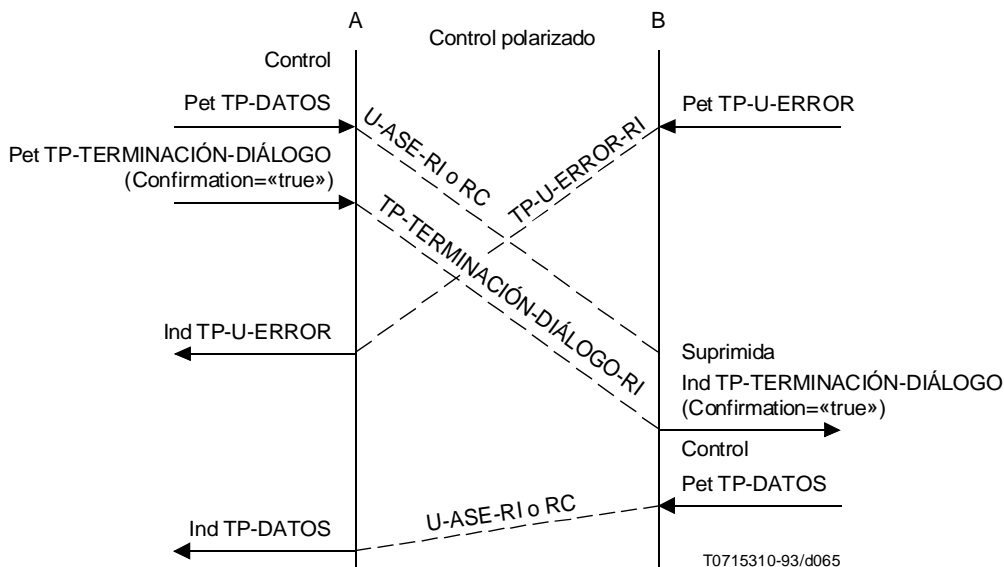 A
B
Control polarizado
Control
Pet TP-DATOS
Pet TP-U-ERROR
U-ASE-RI o RC
TP-U-ERROR-RI
Pet TP-TERMINACIÓN-DIÁLOGO
(Confirmation=«true»)
TP-TERMINACIÓN-DIÁLOGO-RI
Ind TP-U-ERROR
Suprimida
Ind TP-TERMINACIÓN-DIÁLOGO
(Confirmation=«true»)
Control
Pet TP-DATOS
U-ASE-RI o RC
Ind TP-DATOS
T0715310-93/d065